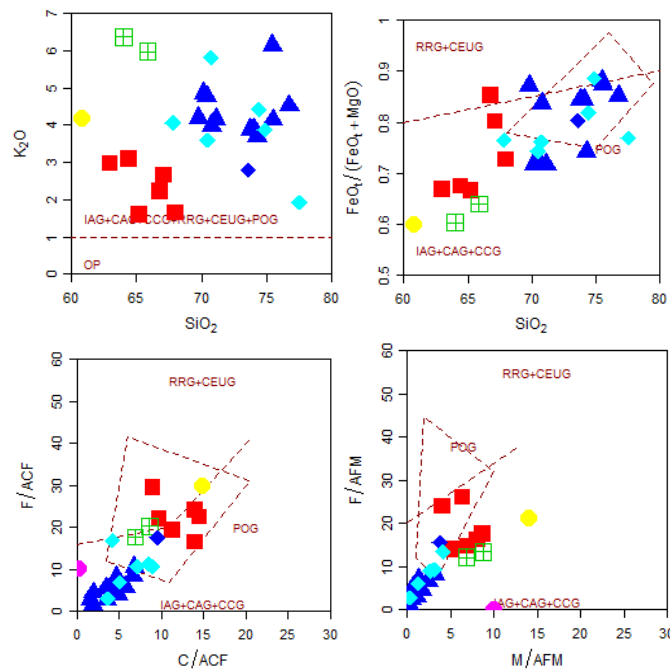 7
6
5
4
3
2
1
0
K₂O
IAG+CAG+CCG+RRG+CEUG+POG
OP
60 65 70 75 80
SiO₂
1
0.9
0.8
0.7
0.6
0.5
FeOₜ/(FeOₜ+MgO)
RRG+CEUG
POG
IAG+CAG+CCG
60 65 70 75 80
SiO₂
60
50
40
30
20
10
0
F/ACF
RRG+CEUG
POG
IAG+CAG+CCG
0 5 10 15 20 25 30
C/ACF
60
50
40
30
20
10
0
F/AFM
RRG+CEUG
POG
IAG+CAG+CCG
0 5 10 15 20 25 30
M/AFM